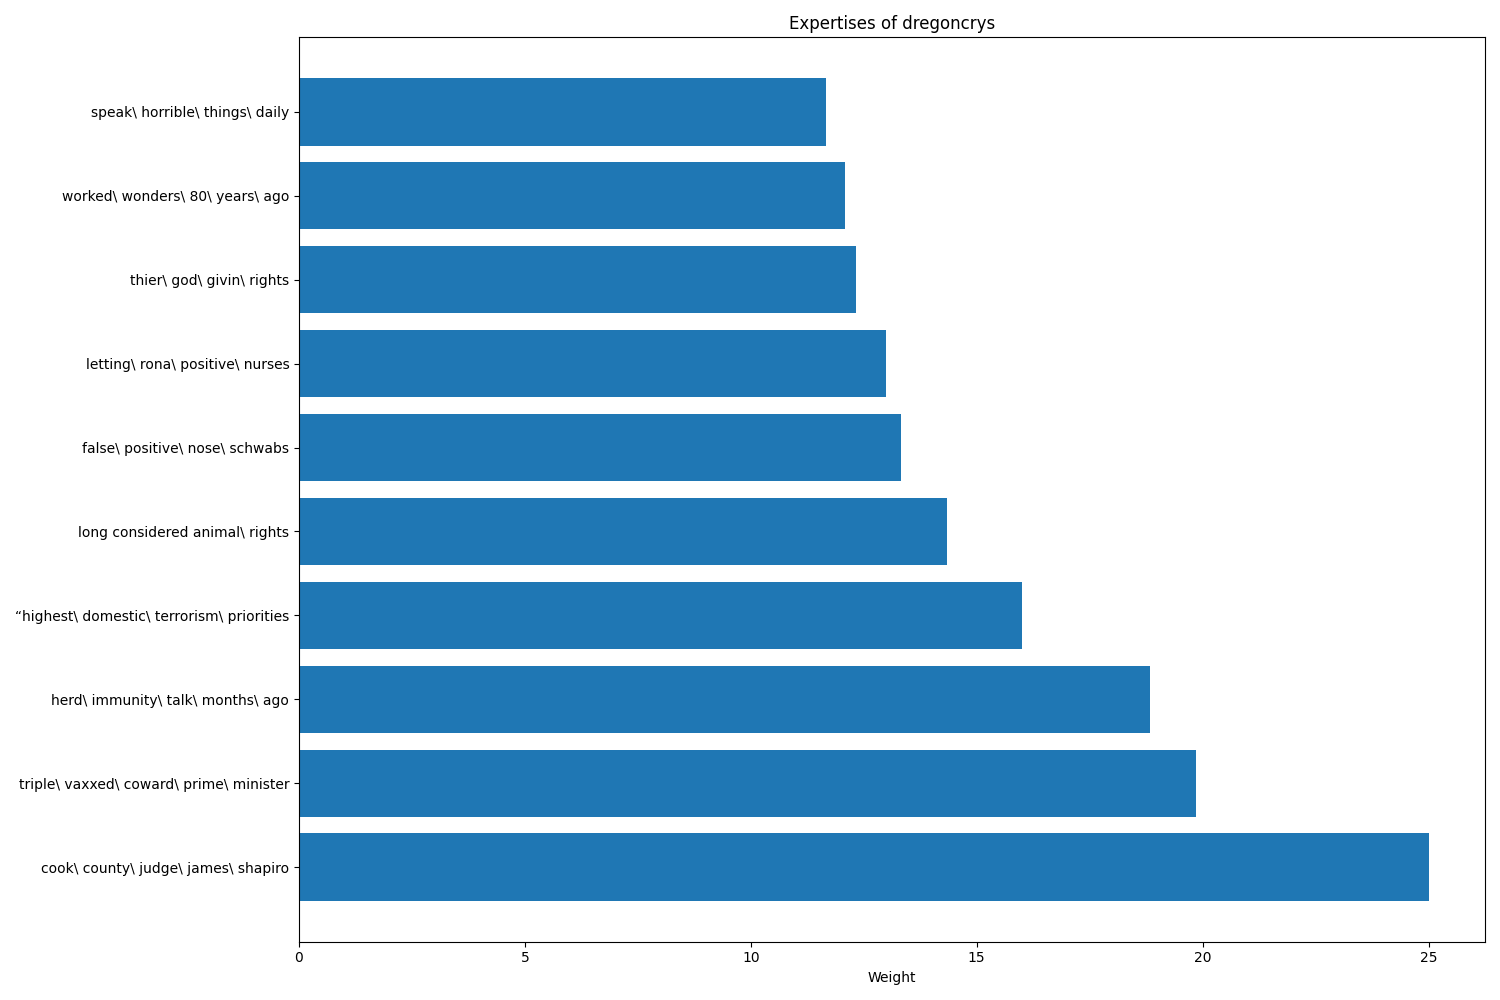 Expertises of dregoncrys
speak\ horrible\ things\ daily
worked\ wonders\ 80\ years\ ago
thier\ god\ givin\ rights
letting\ rona\ positive\ nurses
false\ positive\ nose\ schwabs
long considered animal\ rights
“highest\ domestic\ terrorism\ priorities
herd\ immunity\ talk\ months\ ago
triple\ vaxxed\ coward\ prime\ minister
cook\ county\ judge\ james\ shapiro
0 5 10 15 20 25
Weight